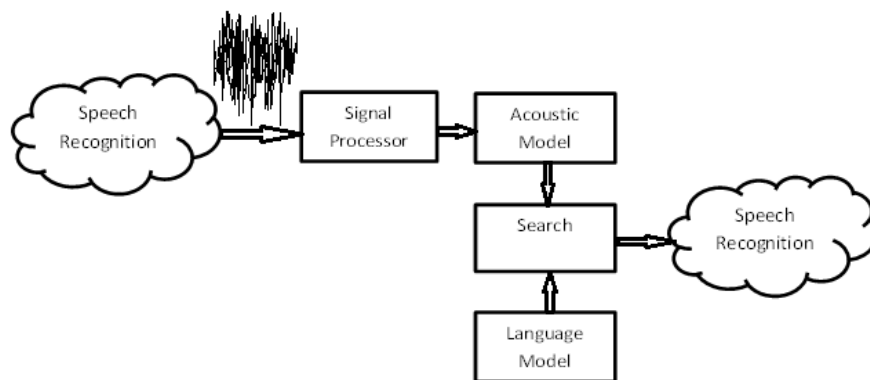 Speech
Recognition
Signal
Processor
Acoustic
Model
Search
Speech
Recognition
Language
Model